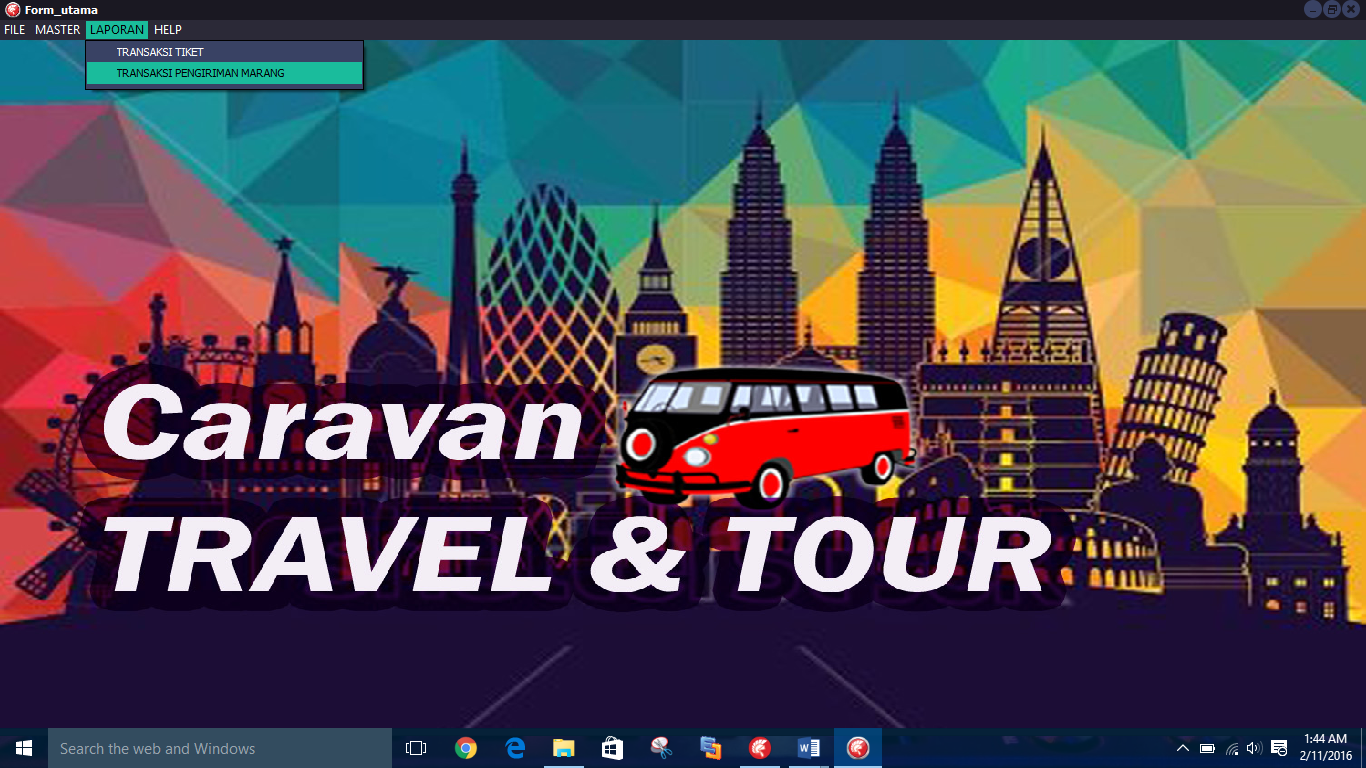 Form_utama
FILE MASTER LAPORAN HELP
TRANSAKSI TIKET
TRANSAKSI PENGIRIMAN MARANG
Caravan
TRAVEL & TOUR
Search the web and Windows
1:44 AM
2/11/2016